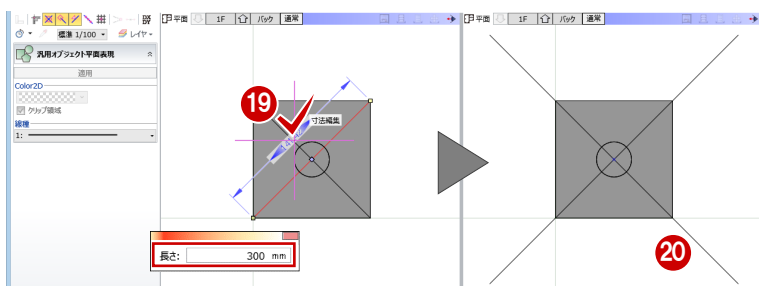 標準 1/100
レイヤ
汎用オブジェクト平面表現
適用
Color2D
クリップ領域
線種
1:
平面 1F バック 通常
19
寸法編集
長さ: 300 mm
平面 1F バック 通常
20